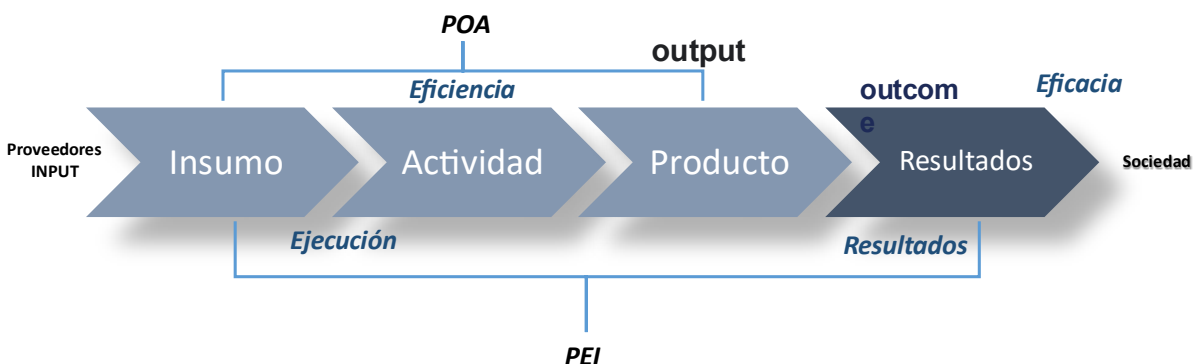 POA
output
Eficiencia
outcom
e
Eficacia
Proveedores
INPUT
Insumo
Actividad
Producto
Resultados
Sociedad
Ejecución
Resultados
PEI